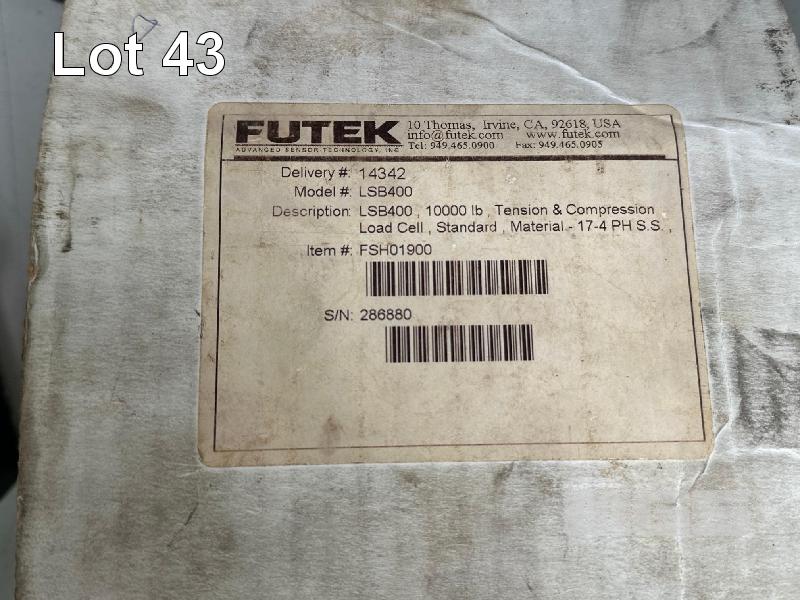 Lot 43
FUTEK
ADVANCED SENSOR TECHNOLOGY, INC.
10 Thomas, Irvine, CA, 92618, USA
info@futek.com www.futek.com
Tel: 949.465.0900 Fax: 949.465.0905
Delivery #: 14342
Model #: LSB400
Description: LSB400 , 10000 lb , Tension & Compression
Load Cell , Standard , Material - 17-4 PH S.S. ,
Item #: FSH01900
S/N: 286880